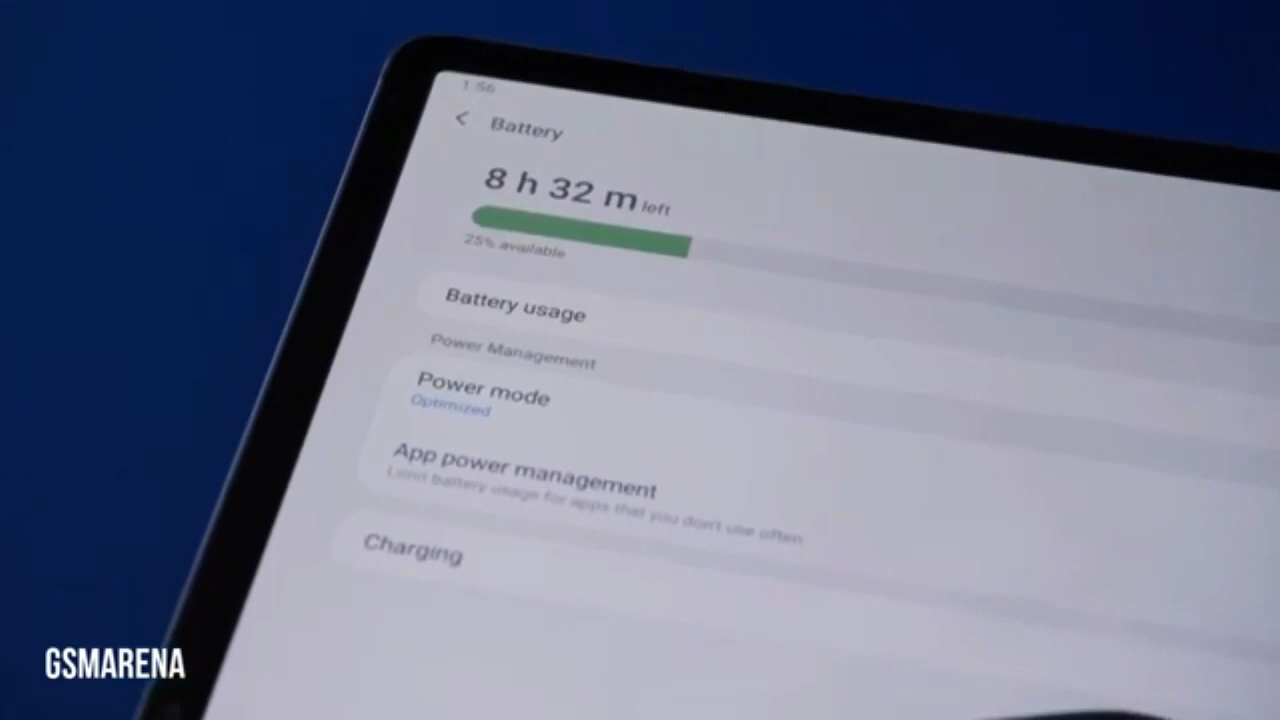 1:56
Battery
8 h 32 m left
25% available
Battery usage
Power Management
Power mode
Optimized
App power management
Limit battery usage for apps that you don't use often
Charging
GSMARENA